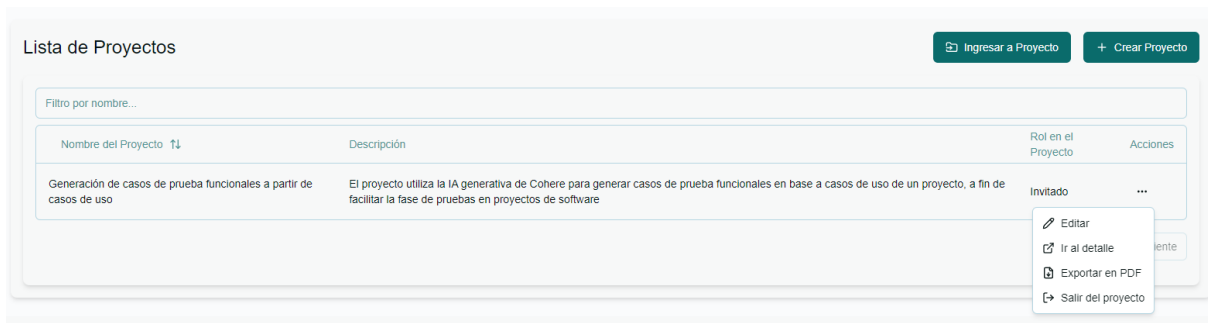 Lista de Proyectos
Ingresar a Proyecto
+ Crear Proyecto
Filtro por nombre...
Nombre del Proyecto
Descripción
Rol en el
Proyecto
Acciones
Generación de casos de prueba funcionales a partir de
casos de uso
El proyecto utiliza la IA generativa de Cohere para generar casos de prueba funcionales en base a casos de uso de un proyecto, a fin de
facilitar la fase de pruebas en proyectos de software
Invitado
...
Editar
Ir al detalle
Exportar en PDF
Salir del proyecto